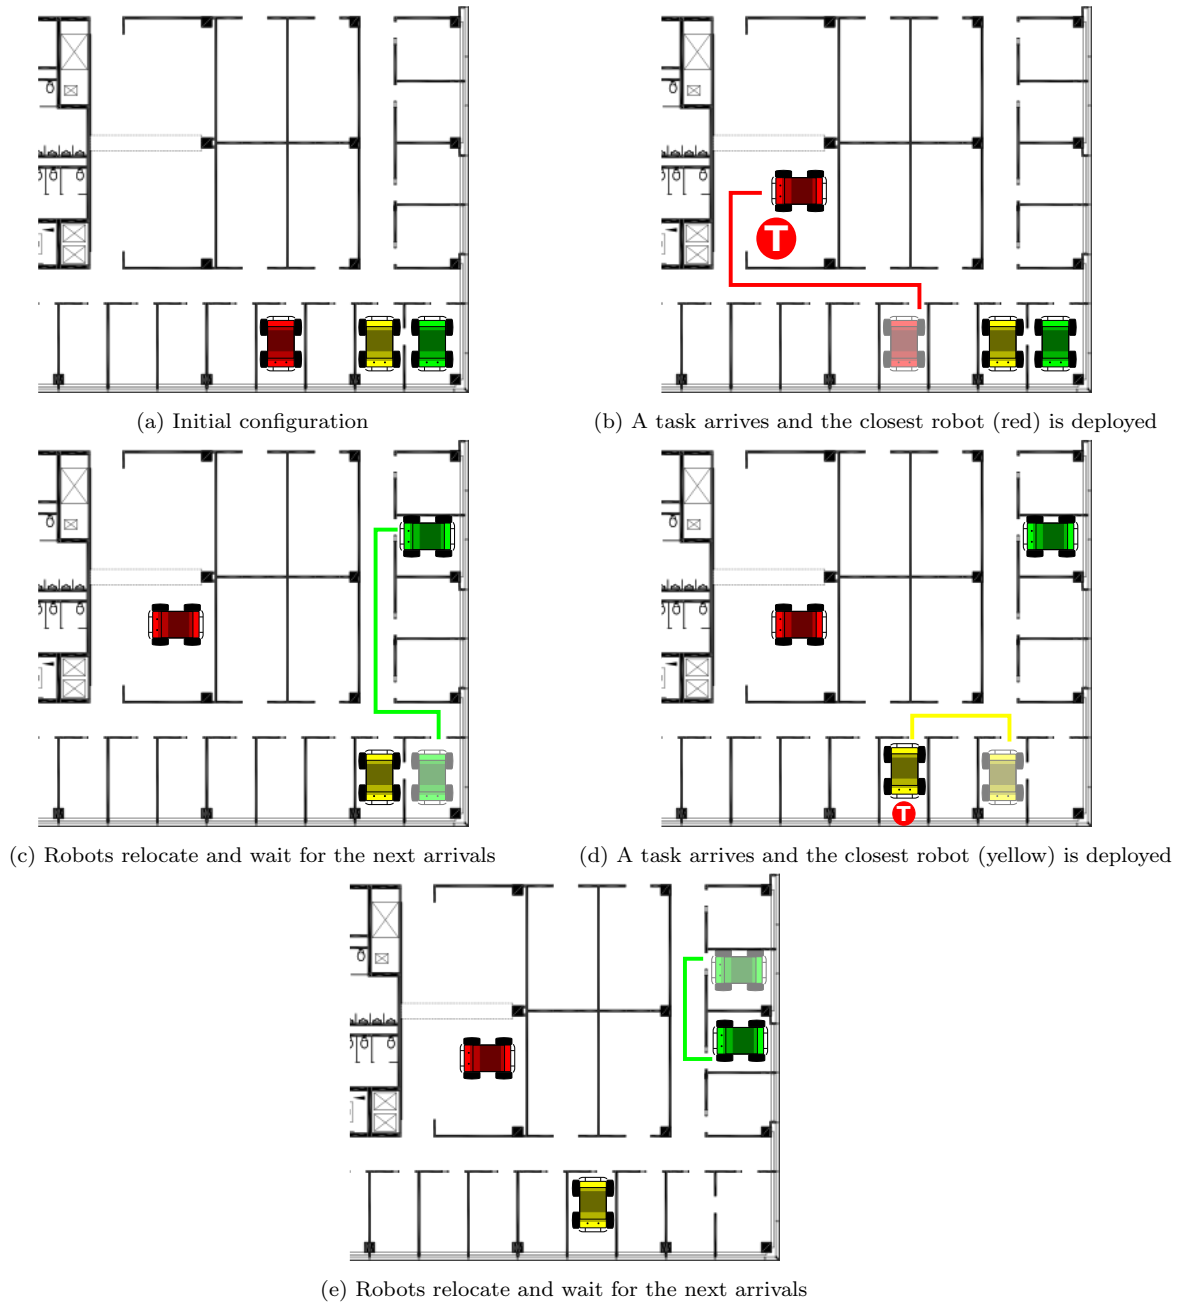 T
(a) Initial configuration
(b) A task arrives and the closest robot (red) is deployed
(c) Robots relocate and wait for the next arrivals
T
(d) A task arrives and the closest robot (yellow) is deployed
(e) Robots relocate and wait for the next arrivals